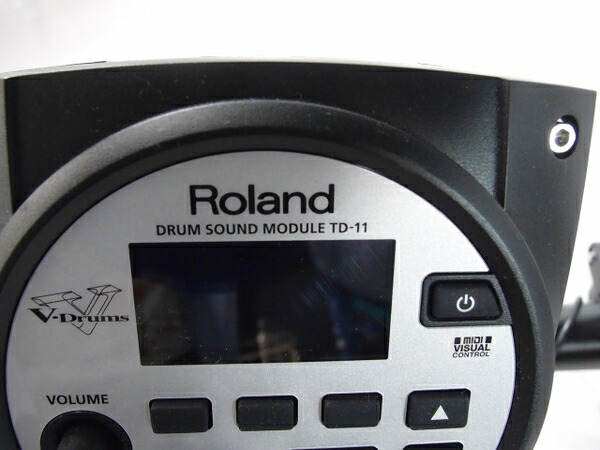 Roland
DRUM SOUND MODULE TD-11
V-Drums
MIDI
VISUAL
CONTROL
VOLUME